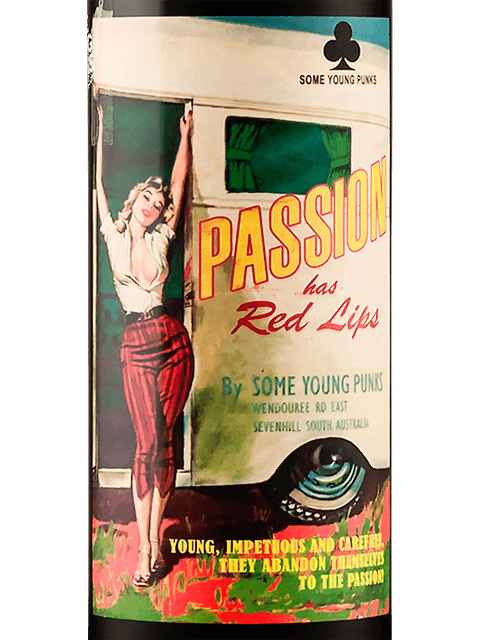 SOME YOUNG PUNKS
PASSION
has
Red Lips
By SOME YOUNG PUNKS
WENDOUREE RD EAST
SEVENHILL SOUTH AUSTRALIA
YOUNG, IMPETUOUS AND CAREFREE,
THEY ABANDON THEMSELVES
TO THE PASSION!